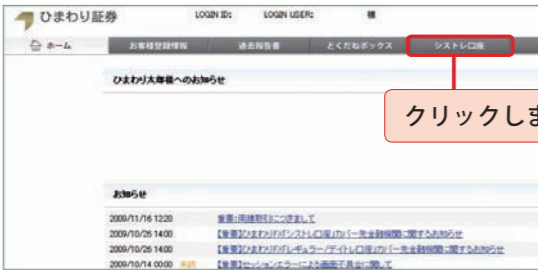 ひまわり証券
LOGIN ID:
LOGIN USER:
様
ホーム
お客様登録情報
過去報告書
とくだねボックス
シストレ口座
ひまわり太郎様へのお知らせ
クリックしま
お知らせ
2009/11/16 12:20 重要:両建取引につきまして
2009/10/26 14:00 【重要】ひまわりFX『シストレ口座』カバー先金融機関に関するお知らせ
2009/10/26 14:00 【重要】ひまわりFX『レギュラー/デイトレ口座』カバー先金融機関に関するお知らせ
2009/10/14 00:00 未読 【重要】セッションエラーによる画面不具合に関して